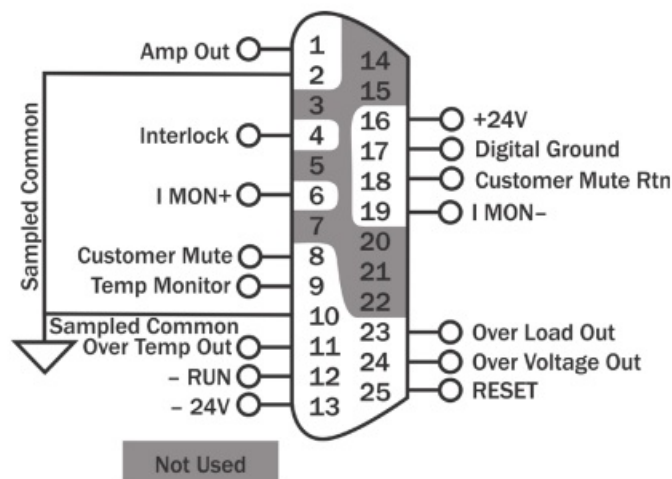 Amp Out
1
2
3
Interlock
4
5
I MON+
6
7
Customer Mute
8
Temp Monitor
9
10
Sampled Common
Sampled Common
Over Temp Out
11
– RUN
12
– 24V
13
14
15
16
+24V
17
Digital Ground
18
Customer Mute Rtn
19
I MON–
20
21
22
23
Over Load Out
24
Over Voltage Out
25
RESET
Not Used